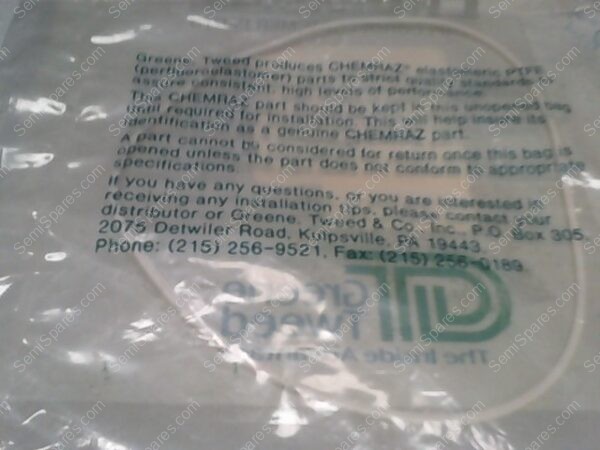 Greene, Tweed produces CHEMRAZ® elastomeric PTFE
(perfluoroelastomer) parts to strict quality standards to
assure consistent, high levels of performance.
This CHEMRAZ part should be kept in this unopened bag
until required for installation. This will help insure its
identification as a genuine CHEMRAZ part.
A part cannot be considered for return once this bag is
opened unless the part does not conform to appropriate
specifications.
If you have any questions, or you are interested in
receiving any installation tips, please contact your
distributor or Greene, Tweed & Co., Inc., P.O. Box 305,
2075 Detwiler Road, Kulpsville, PA 19443.
Phone: (215) 256-9521, Fax: (215) 256-0189.
Greene
Tweed
The Inside
SemiSpares.com